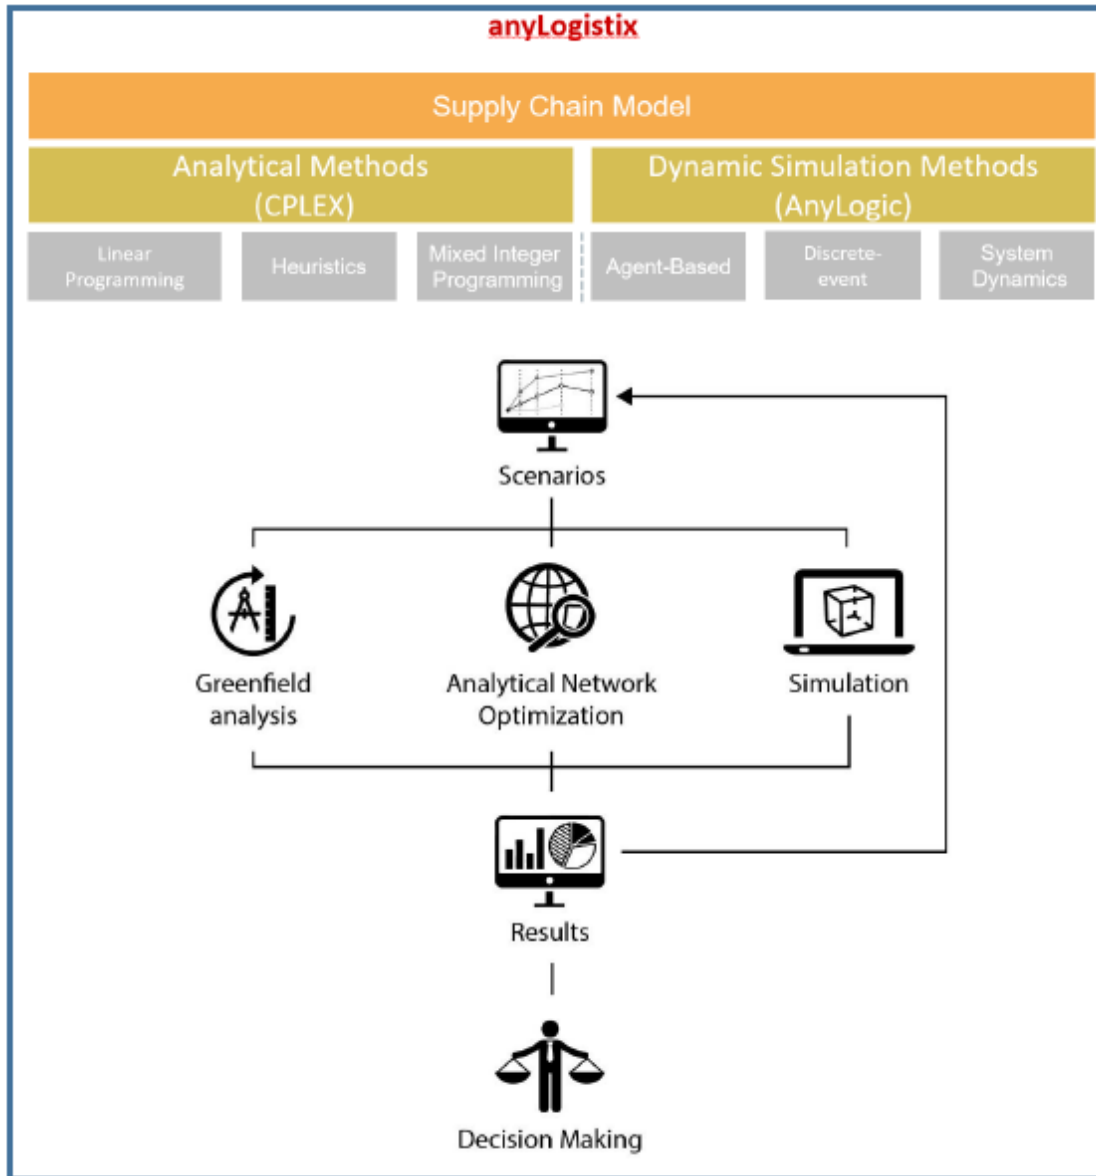 anyLogistix
Supply Chain Model
Analytical Methods
(CPLEX)
Dynamic Simulation Methods
(AnyLogic)
Linear
Programming
Heuristics
Mixed Integer
Programming
Agent-Based
Discrete-
event
System
Dynamics
Scenarios
Greenfield
analysis
Analytical Network
Optimization
Simulation
Results
Decision Making